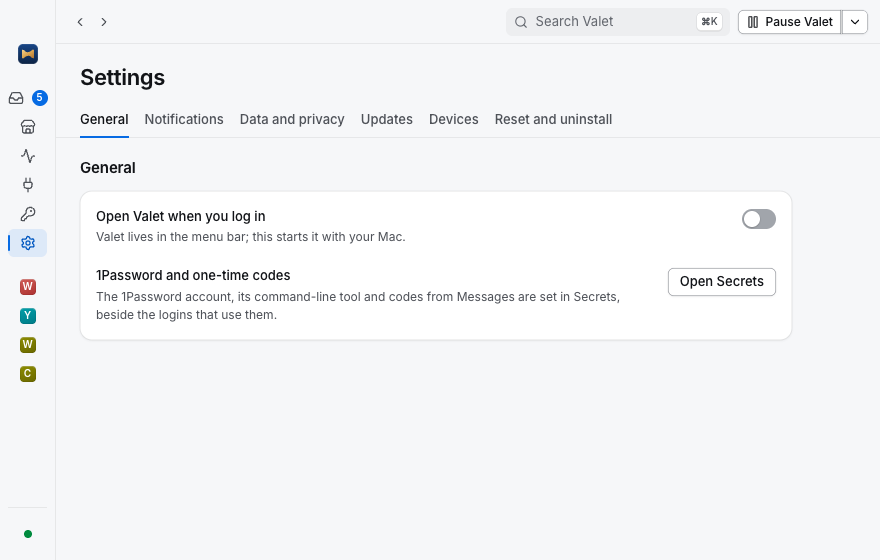 Search Valet
⌘K
Pause Valet
5
W
Y
W
C
Settings
General
Notifications
Data and privacy
Updates
Devices
Reset and uninstall
General
Open Valet when you log in
Valet lives in the menu bar; this starts it with your Mac.
1Password and one-time codes
The 1Password account, its command-line tool and codes from Messages are set in Secrets,
beside the logins that use them.
Open Secrets